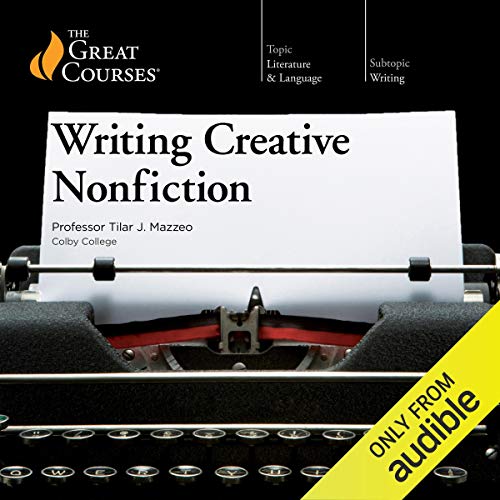 THE
GREAT
COURSES®
Topic
Literature
& Language
Subtopic
Writing
Writing Creative
Nonfiction
Professor Tilar J. Mazzeo
Colby College
ONLY FROM
audible